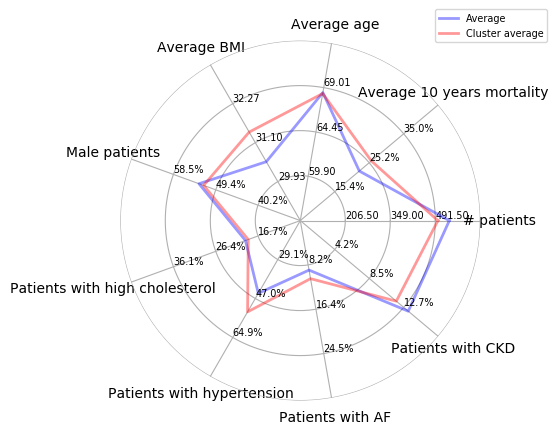 Average age
Average
Cluster average
Average BMI
69.01
Average 10 years mortality
32.27
35.0%
31.10
64.45
Male patients
25.2%
58.5%
49.4%
29.93
59.90
15.4%
40.2%
206.50
349.00
491.50
# patients
16.7%
4.2%
26.4%
29.1%
8.2%
36.1%
8.5%
Patients with high cholesterol
47.0%
16.4%
12.7%
64.9%
24.5%
Patients with CKD
Patients with hypertension
Patients with AF